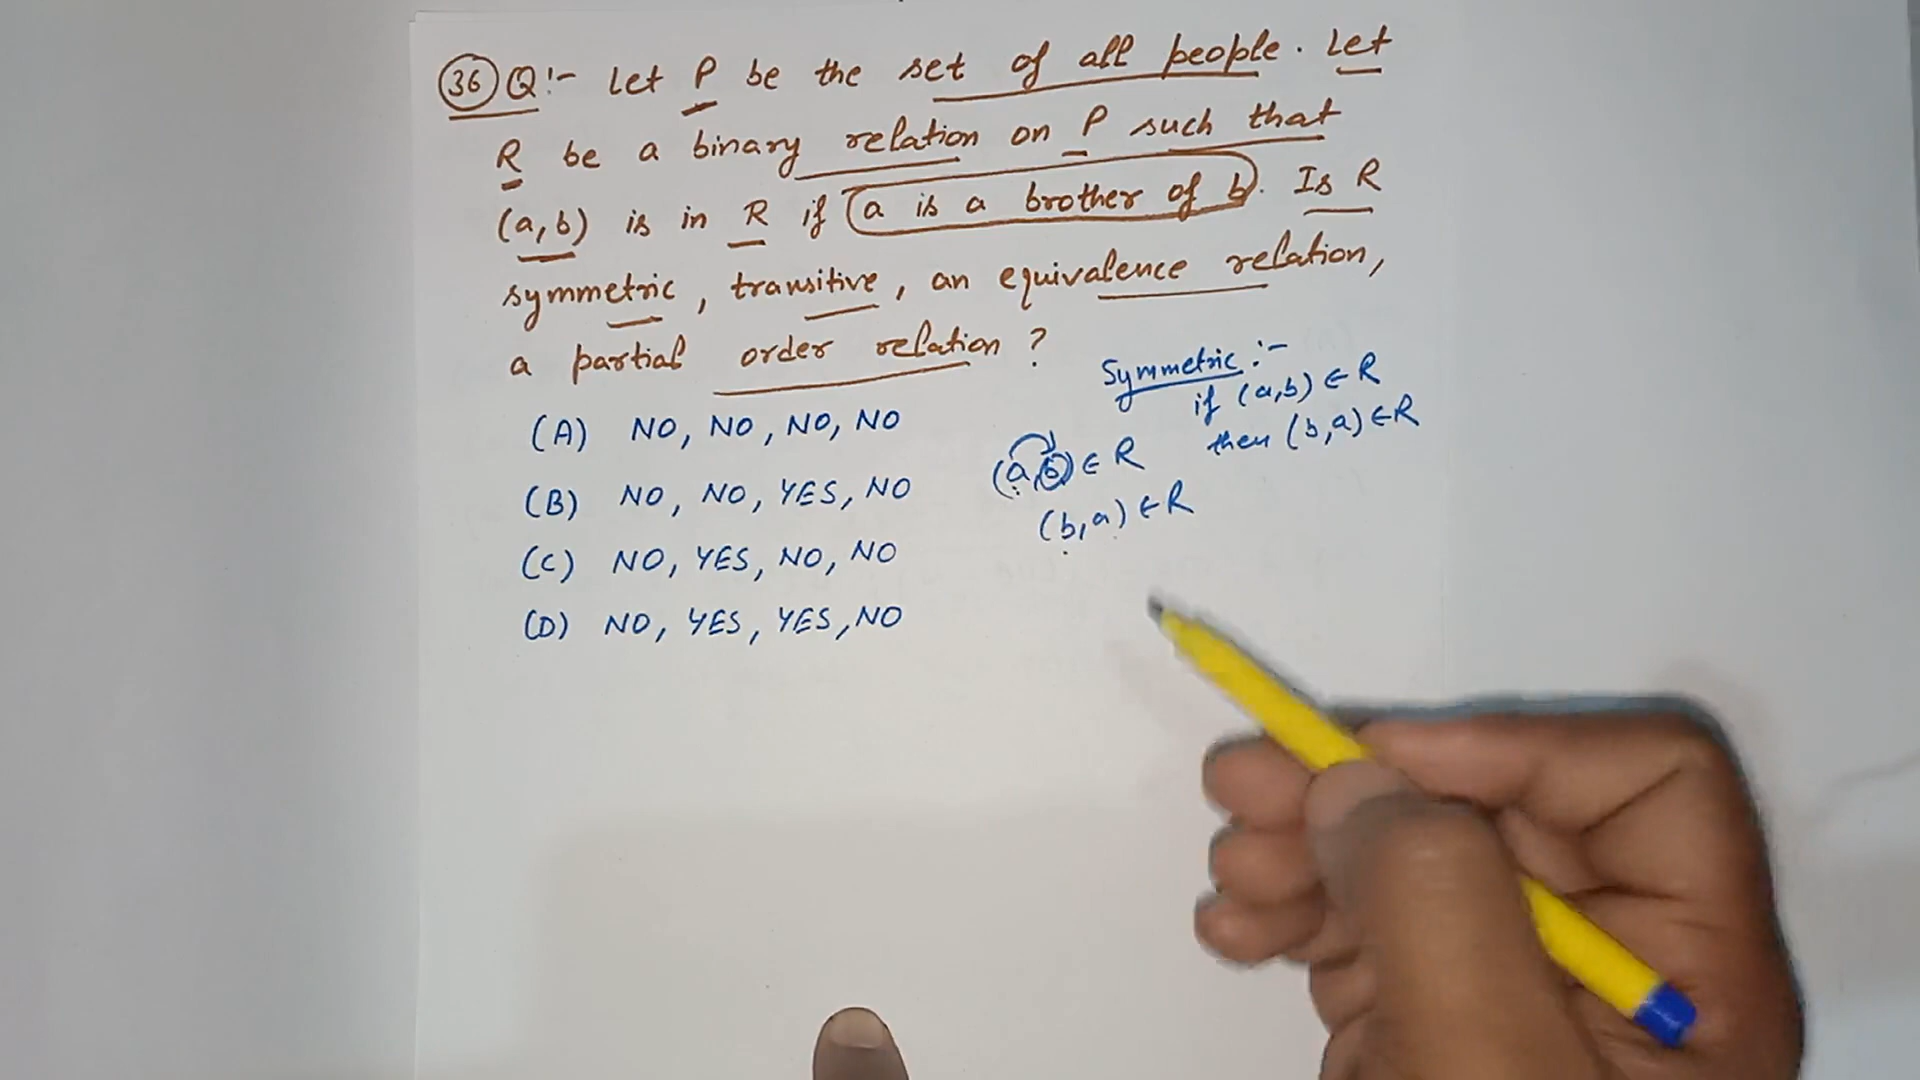 36 Q:- Let P be the set of all people. Let
R be a binary relation on P such that
(a,b) is in R if a is a brother of b. Is R
symmetric, transitive, an equivalence relation,
a partial order relation?
(A) NO, NO, NO, NO
(B) NO, NO, YES, NO
(C) NO, YES, NO, NO
(D) NO, YES, YES, NO
Symmetric :-
if (a,b) ∈ R
then (b,a) ∈ R
(a,b) ∈ R
(b,a) ∈ R